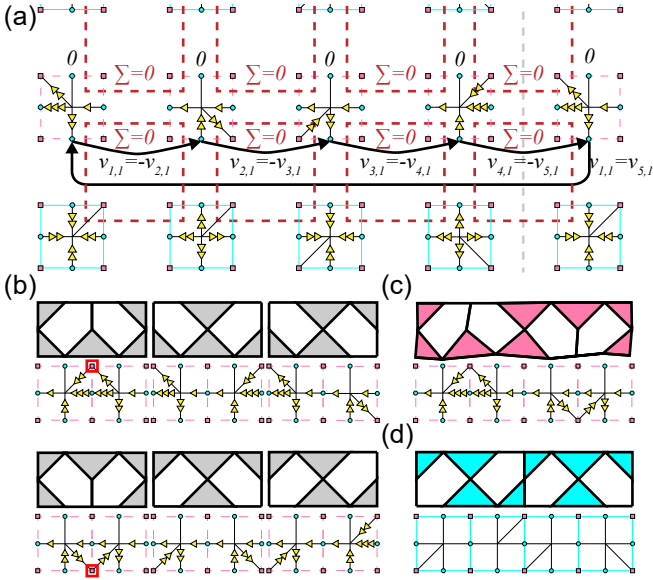 (a)
0 0 0 0 0
Σ=0 Σ=0 Σ=0 Σ=0
Σ=0 Σ=0 Σ=0 Σ=0
v1,1=-v2,1 v2,1=-v3,1 v3,1=-v4,1 v4,1=-v5,1 v1,1=v5,1
(b) (c)
(d)